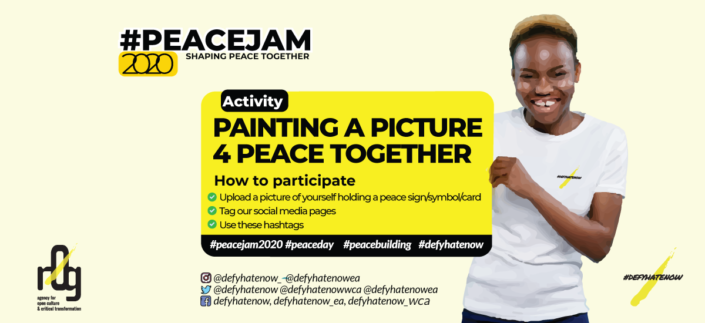 #PEACEJAM
2020 SHAPING PEACE TOGETHER
Activity
PAINTING A PICTURE
4 PEACE TOGETHER
How to participate
Upload a picture of yourself holding a peace sign/symbol/card
Tag our social media pages
Use these hashtags
#peacejam2020 #peaceday #peacebuilding #defyhatenow
@defyhatenow_-@defyhatenowea
@defyhatenow @defyhatenowwca @defyhatenowea
defyhatenow, defyhatenow_ea, defyhatenow_wca
#DEFYHATENOW
r0g
agency for
open culture
& critical transformation
#DEFYHATENOW